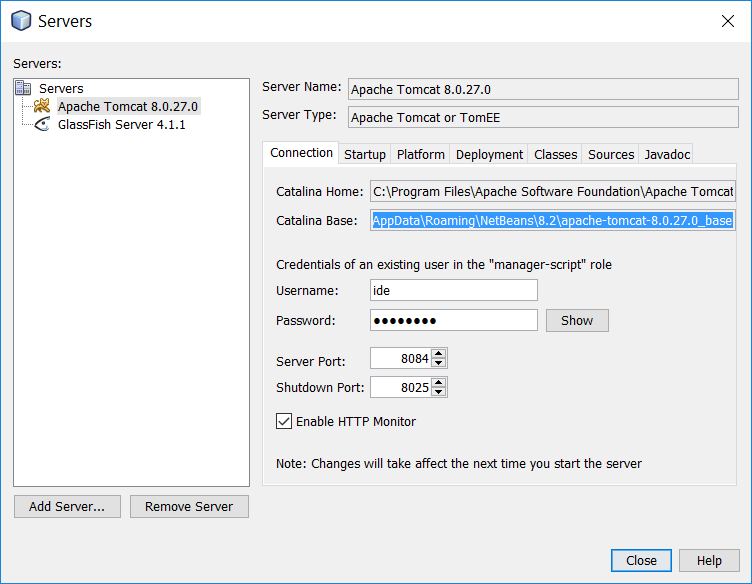 Servers
Servers:
Servers
Apache Tomcat 8.0.27.0
GlassFish Server 4.1.1
Server Name: Apache Tomcat 8.0.27.0
Server Type: Apache Tomcat or TomEE
Connection Startup Platform Deployment Classes Sources Javadoc
Catalina Home: C:\Program Files\Apache Software Foundation\Apache Tomcat
Catalina Base: AppData\Roaming\NetBeans\8.2\apache-tomcat-8.0.27.0_base
Credentials of an existing user in the "manager-script" role
Username: ide
Password: ●●●●●●●●
Show
Server Port: 8084
Shutdown Port: 8025
Enable HTTP Monitor
Note: Changes will take affect the next time you start the server
Add Server... Remove Server
Close Help